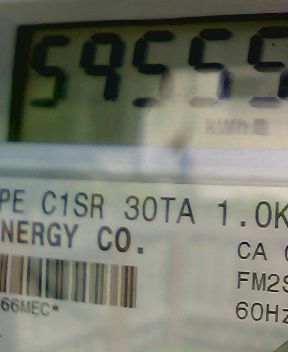 59555
kWh
PE C1SR 30TA 1.0K
NERGY CO.
CA
FM2S
66MEC*
60Hz